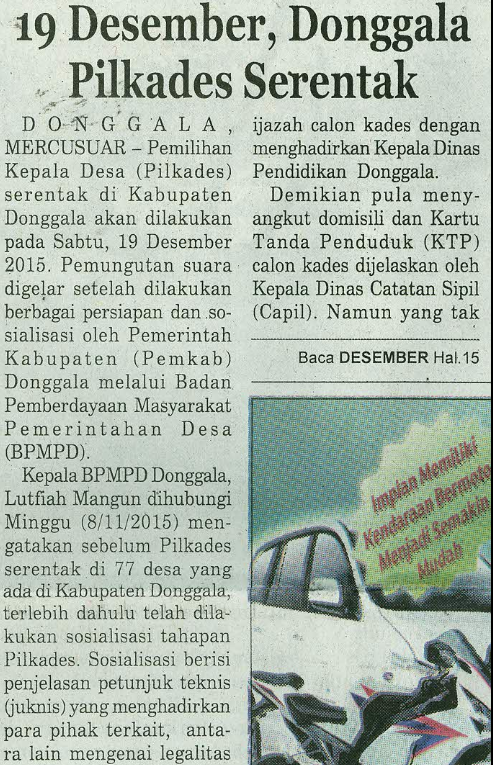 19 Desember, Donggala
Pilkades Serentak
DONGGALA,
MERCUSUAR – Pemilihan
Kepala Desa (Pilkades)
serentak di Kabupaten
Donggala akan dilakukan
pada Sabtu, 19 Desember
2015. Pemungutan suara
digelar setelah dilakukan
berbagai persiapan dan so-
sialisasi oleh Pemerintah
Kabupaten (Pemkab)
Donggala melalui Badan
Pemberdayaan Masyarakat
Pemerintahan Desa
(BPMPD).
Kepala BPMPD Donggala,
Lutfiah Mangun dihubungi
Minggu (8/11/2015) men-
gatakan sebelum Pilkades
serentak di 77 desa yang
ada di Kabupaten Donggala,
terlebih dahulu telah dila-
kukan sosialisasi tahapan
Pilkades. Sosialisasi berisi
penjelasan petunjuk teknis
(juknis) yang menghadirkan
para pihak terkait, anta-
ra lain mengenai legalitas
ijazah calon kades dengan
menghadirkan Kepala Dinas
Pendidikan Donggala.
Demikian pula meny-
angkut domisili dan Kartu
Tanda Penduduk (KTP)
calon kades dijelaskan oleh
Kepala Dinas Catatan Sipil
(Capil). Namun yang tak
Baca DESEMBER Hal.15
Impian Memiliki
Kendaraan Bermoto
Menjadi Semakin
Mudah